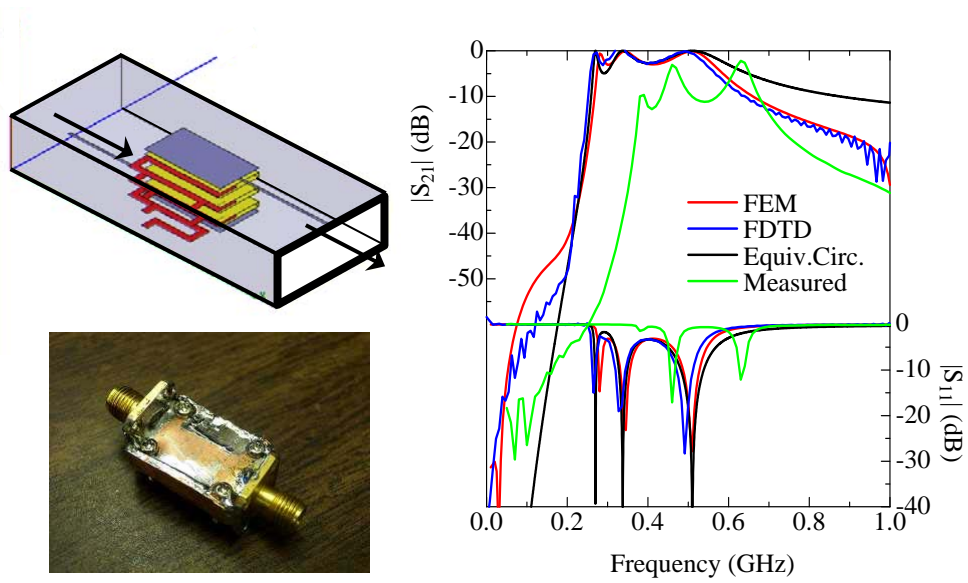 |S21| (dB)
0
-10
-20
-30
-40
-50
FEM
FDTD
Equiv.Circ.
Measured
0
-10
-20
-30
-40
|S11| (dB)
0.0 0.2 0.4 0.6 0.8 1.0
Frequency (GHz)